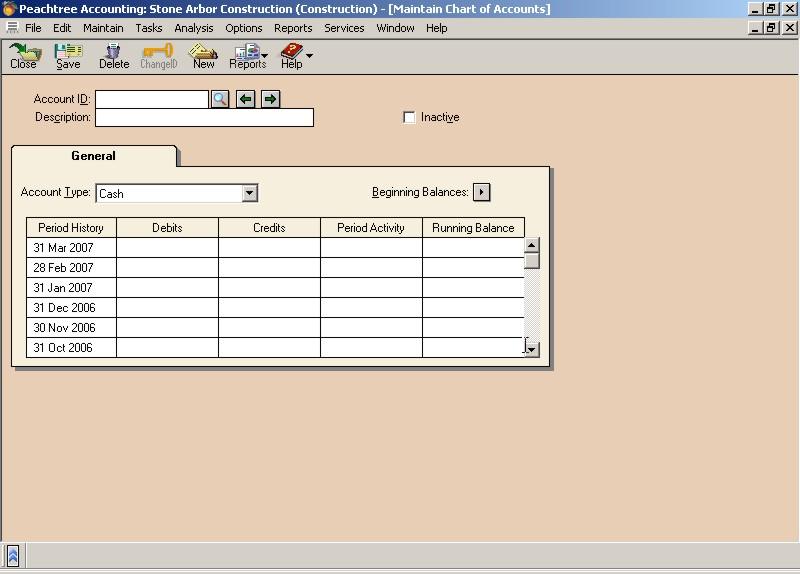 Peachtree Accounting: Stone Arbor Construction (Construction) - [Maintain Chart of Accounts]
File Edit Maintain Tasks Analysis Options Reports Services Window Help
Close Save Delete ChangeID New Reports Help
Account ID:
Description: Inactive
General
Account Type: Cash Beginning Balances:
Period History Debits Credits Period Activity Running Balance
31 Mar 2007
28 Feb 2007
31 Jan 2007
31 Dec 2006
30 Nov 2006
31 Oct 2006